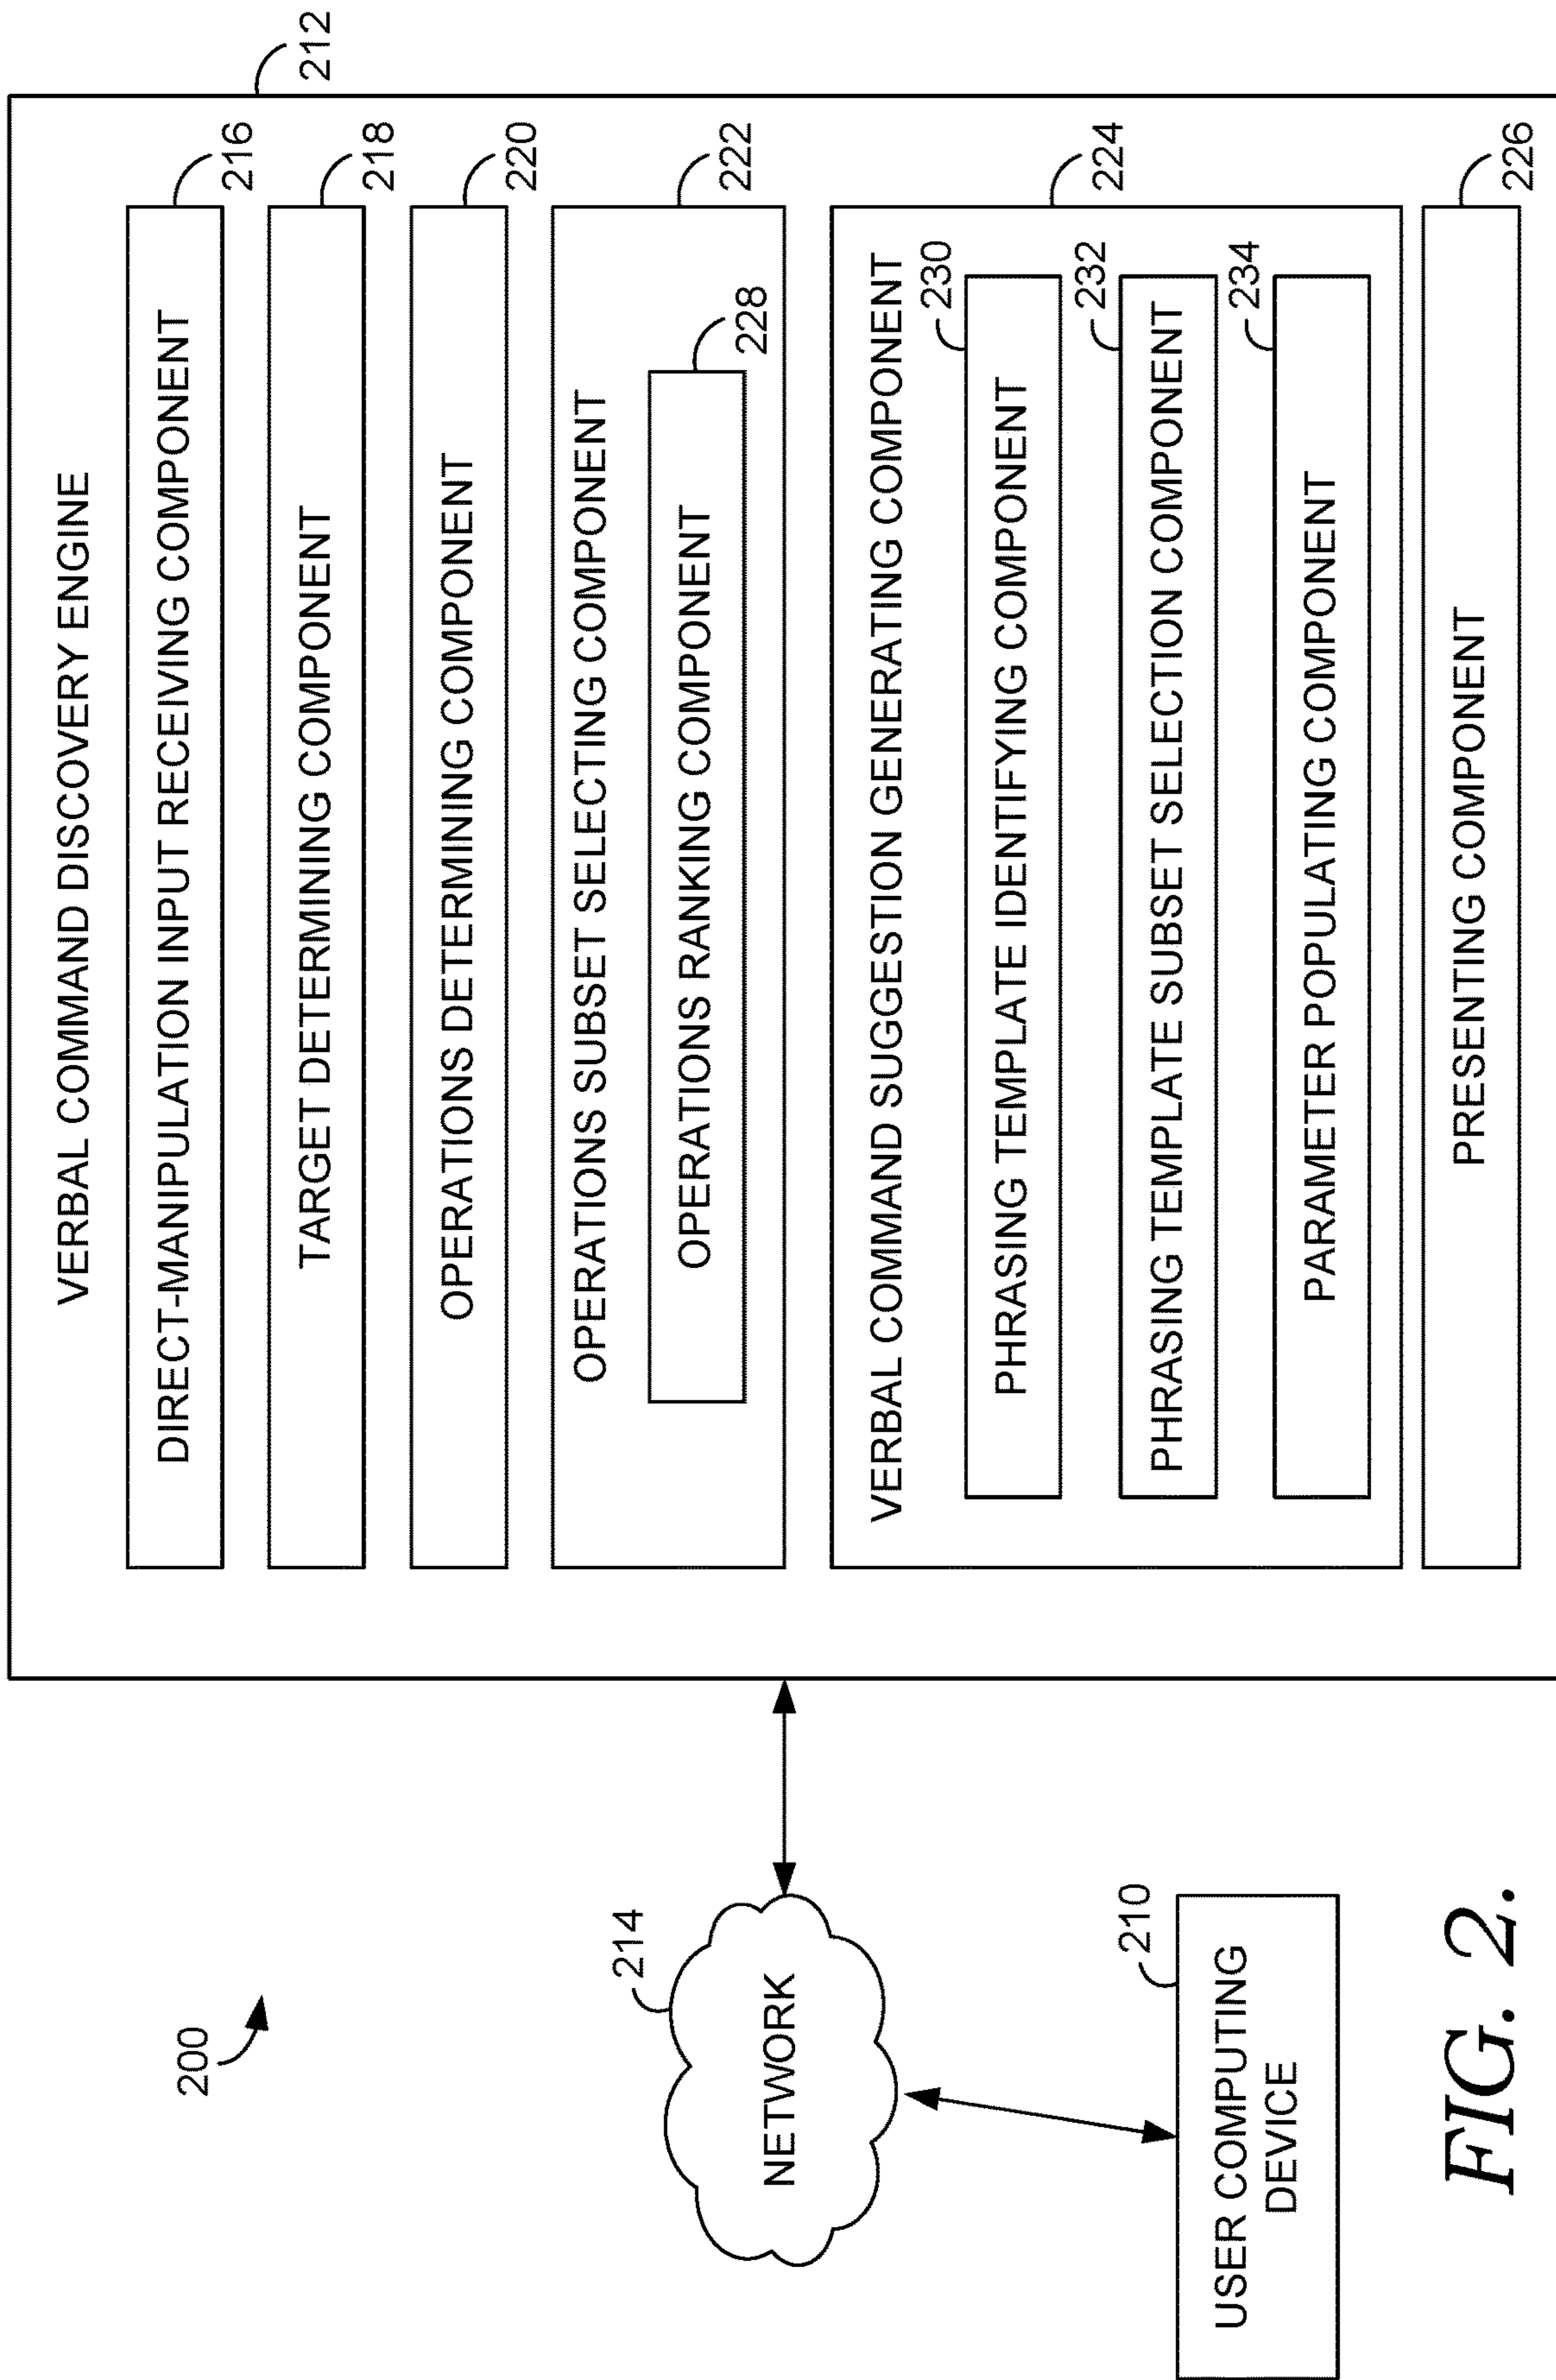 200
214
NETWORK
210
USER COMPUTING
DEVICE
212
VERBAL COMMAND DISCOVERY ENGINE
216
DIRECT-MANIPULATION INPUT RECEIVING COMPONENT
218
TARGET DETERMINING COMPONENT
220
OPERATIONS DETERMINING COMPONENT
222
OPERATIONS SUBSET SELECTING COMPONENT
228
OPERATIONS RANKING COMPONENT
224
VERBAL COMMAND SUGGESTION GENERATING COMPONENT
230
PHRASING TEMPLATE IDENTIFYING COMPONENT
232
PHRASING TEMPLATE SUBSET SELECTION COMPONENT
234
PARAMETER POPULATING COMPONENT
226
PRESENTING COMPONENT
FIG. 2.